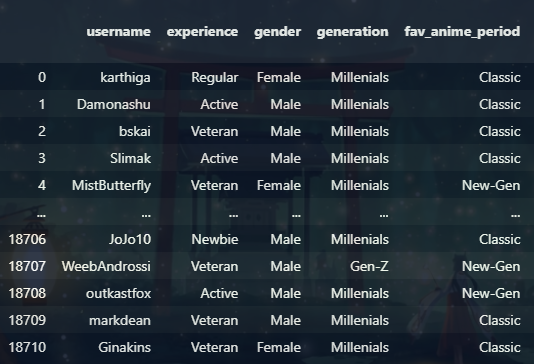 username experience gender generation fav_anime_period
0 karthiga Regular Female Millenials Classic
1 Damonashu Active Male Millenials Classic
2 bskai Veteran Male Millenials Classic
3 Slimak Active Male Millenials Classic
4 MistButterfly Veteran Female Millenials New-Gen
... ... ... ... ... ...
18706 JoJo10 Newbie Male Millenials Classic
18707 WeebAndrossi Veteran Male Gen-Z New-Gen
18708 outkastfox Active Male Millenials New-Gen
18709 markdean Veteran Male Millenials Classic
18710 Ginakins Veteran Female Millenials Classic